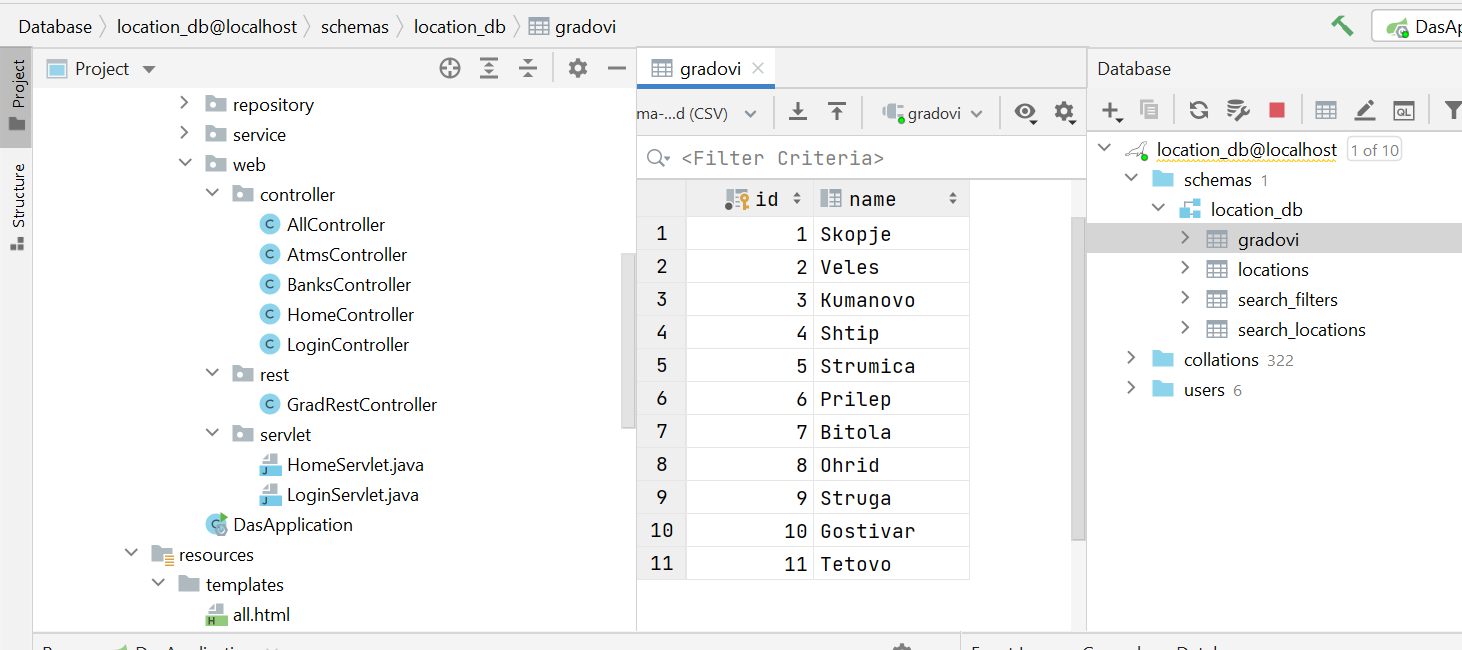 Database location_db@localhost schemas location_db gradovi
Project
Structure
Project
repository
service
web
controller
AllController
AtmsController
BanksController
HomeController
LoginController
rest
GradRestController
servlet
HomeServlet.java
LoginServlet.java
DasApplication
resources
templates
all.html
gradovi
ma-...d (CSV) gradovi
<Filter Criteria>
id name
1 1 Skopje
2 2 Veles
3 3 Kumanovo
4 4 Shtip
5 5 Strumica
6 6 Prilep
7 7 Bitola
8 8 Ohrid
9 9 Struga
10 10 Gostivar
11 11 Tetovo
Database
QL
location_db@localhost 1 of 10
schemas 1
location_db
gradovi
locations
search_filters
search_locations
collations 322
users 6